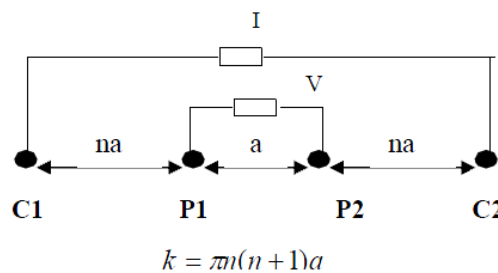 I
V
na a na
C1 P1 P2 C2
k = πn(n+1)a